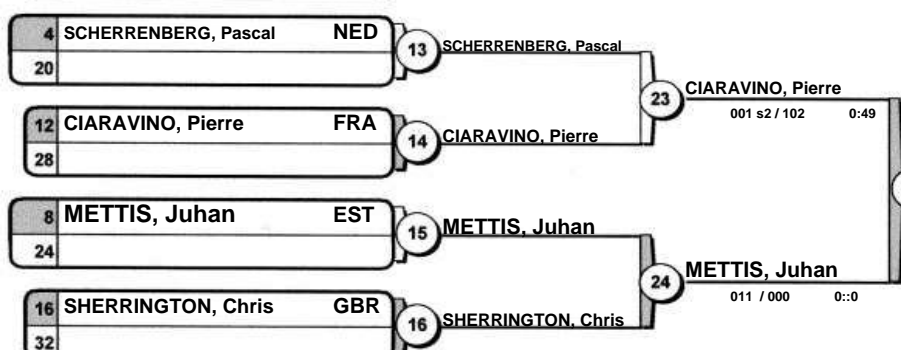 4 SCHERRENBERG, Pascal NED
20
13 SCHERRENBERG, Pascal
23 CIARAVINO, Pierre
001 s2 / 102 0:49
12 CIARAVINO, Pierre FRA
28
14 CIARAVINO, Pierre
8 METTIS, Juhan EST
24
15 METTIS, Juhan
24 METTIS, Juhan
011 / 000 0::0
16 SHERRINGTON, Chris GBR
32
16 SHERRINGTON, Chris